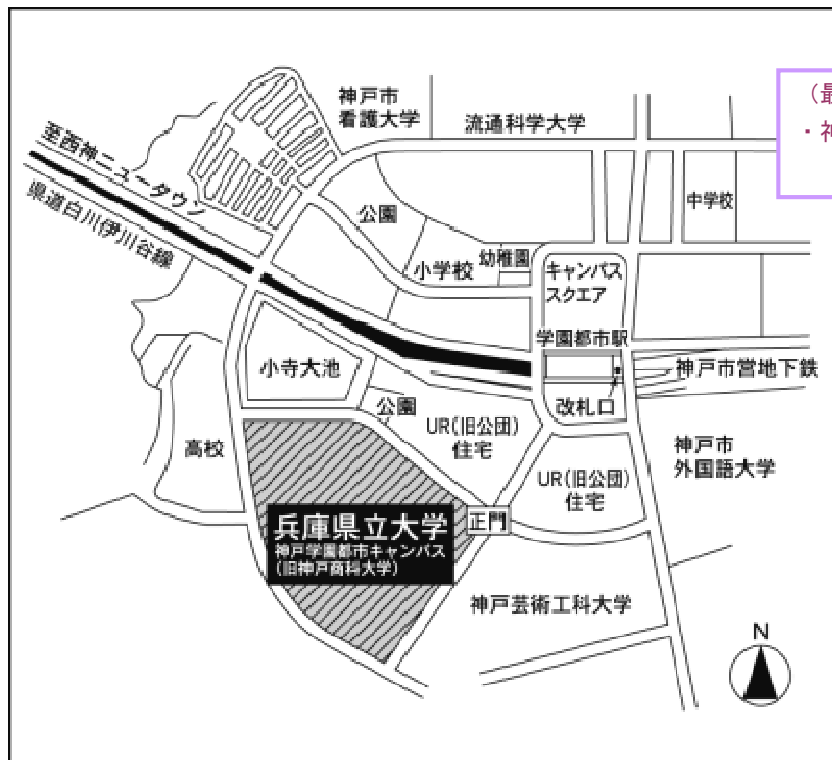 神戸市
看護大学
流通科学大学
（最
・神
至西神ニュータウン
県道白川伊川谷線
中学校
公園
小学校
幼稚園
キャンパス
スクエア
学園都市駅
神戸市営地下鉄
改札口
小寺大池
公園
高校
UR(旧公団)
住宅
UR(旧公団)
住宅
神戸市
外国語大学
正門
兵庫県立大学
神戸学園都市キャンパス
(旧神戸商科大学)
神戸芸術工科大学
N